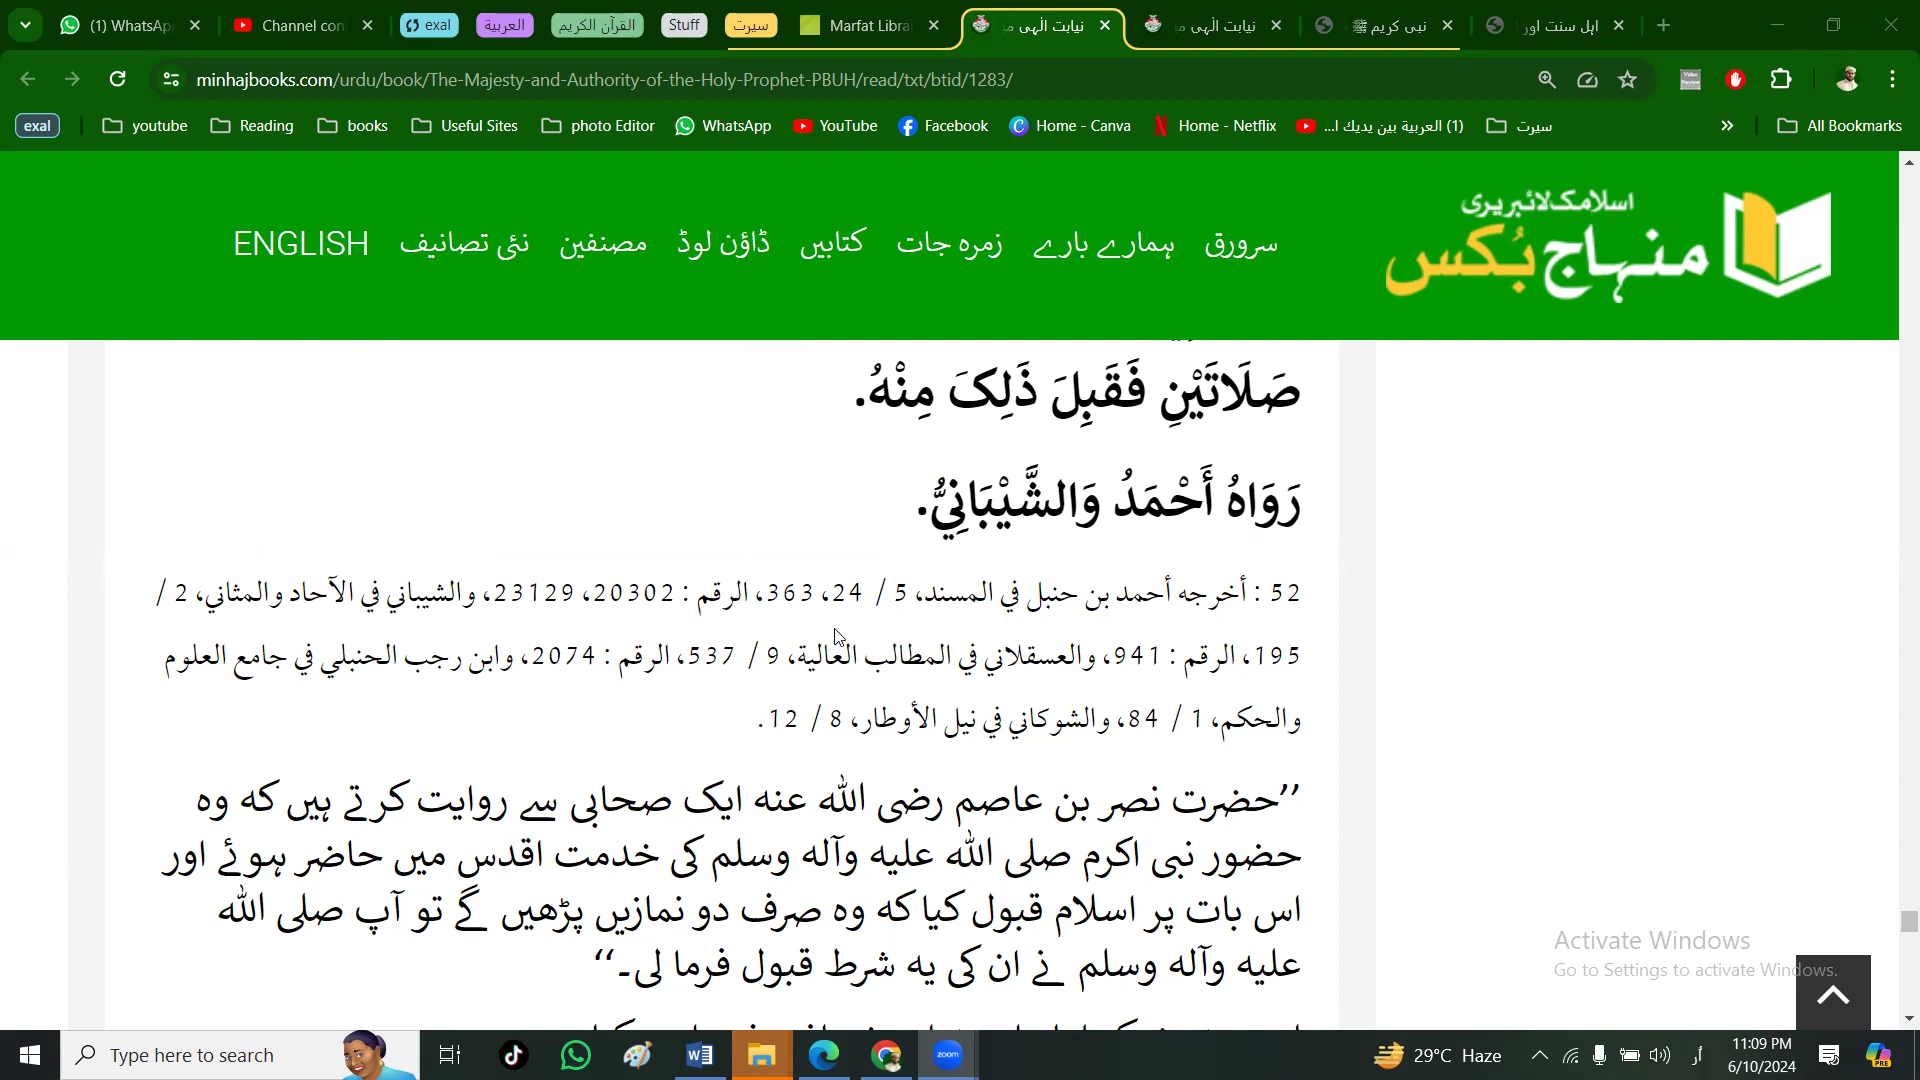 (1) WhatsAp
Channel con
exal
العربية
القرآن الكريم
Stuff
سیرت
Marfat Libra
نیابت الٰہی م
نیابت الٰہی می
نبی کریم ﷺ
اہل سنت اور
minhajbooks.com/urdu/book/The-Majesty-and-Authority-of-the-Holy-Prophet-PBUH/read/txt/btid/1283/
exal
youtube
Reading
books
Useful Sites
photo Editor
WhatsApp
YouTube
Facebook
Home - Canva
Home - Netflix
(1) العربية بين يديك ا...
سیرت
All Bookmarks
اسلامک لائبریری
منہاج بُکس
سرورق ہمارے بارے زمرہ جات کتابیں ڈاؤن لوڈ مصنفین نئی تصانیف ENGLISH
صَلَاتَيْنِ فَقَبِلَ ذَلِکَ مِنْهُ.
رَوَاهُ أَحْمَدُ وَالشَّيْبَانِيُّ.
52 : أخرجه أحمد بن حنبل في المسند، 5 / 24، 363، الرقم : 20302، 23129، والشيباني في الآحاد والمثاني، 2 /
195، الرقم : 941، والعسقلاني في المطالب العالية، 9 / 537، الرقم : 2074، وابن رجب الحنبلي في جامع العلوم
والحکم، 1 / 84، والشوکاني في نيل الأوطار، 8 / 12.
’’حضرت نصر بن عاصم رضی اللہ عنہ ایک صحابی سے روایت کرتے ہیں کہ وہ
حضور نبی اکرم صلی اللہ علیہ وآلہ وسلم کی خدمت اقدس میں حاضر ہوئے اور
اس بات پر اسلام قبول کیا کہ وہ صرف دو نمازیں پڑھیں گے تو آپ صلی اللہ
علیہ وآلہ وسلم نے ان کی یہ شرط قبول فرما لی۔‘‘
Activate Windows
Go to Settings to activate Windows.
Type here to search
zoom
29°C Haze
أر
11:09 PM
6/10/2024
PRE